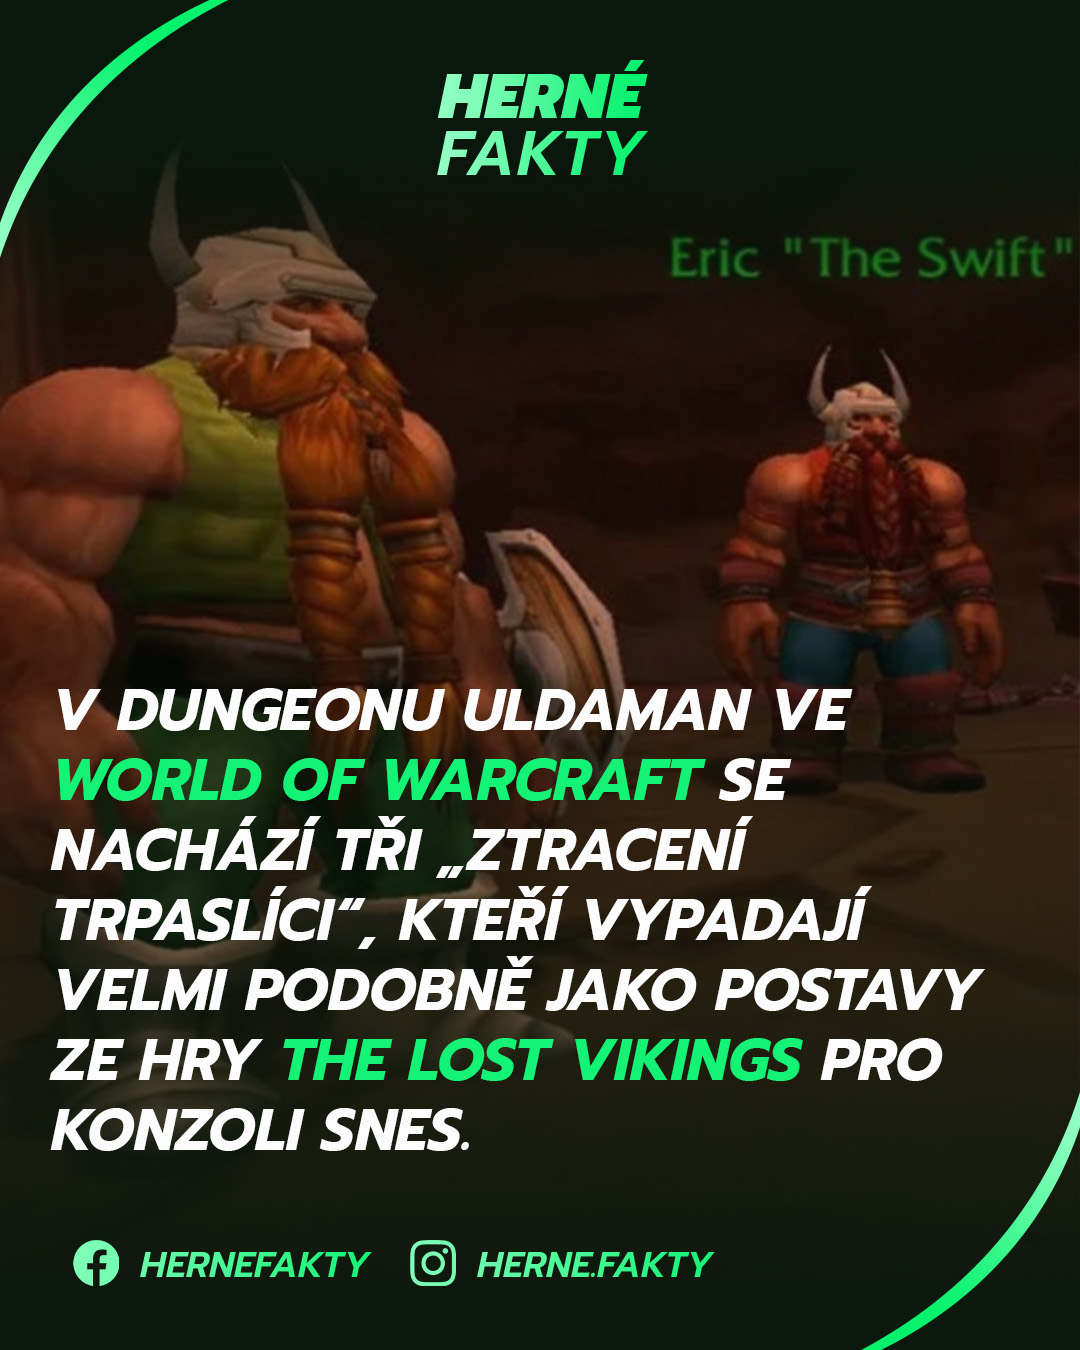 HERNÉ
FAKTY
Eric "The Swift"
V DUNGEONU ULDAMAN VE
WORLD OF WARCRAFT SE
NACHÁZÍ TŘI „ZTRACENÍ
TRPASLÍCI“, KTEŘÍ VYPADAJÍ
VELMI PODOBNĚ JAKO POSTAVY
ZE HRY THE LOST VIKINGS PRO
KONZOLI SNES.
HERNEFAKTY HERNE.FAKTY